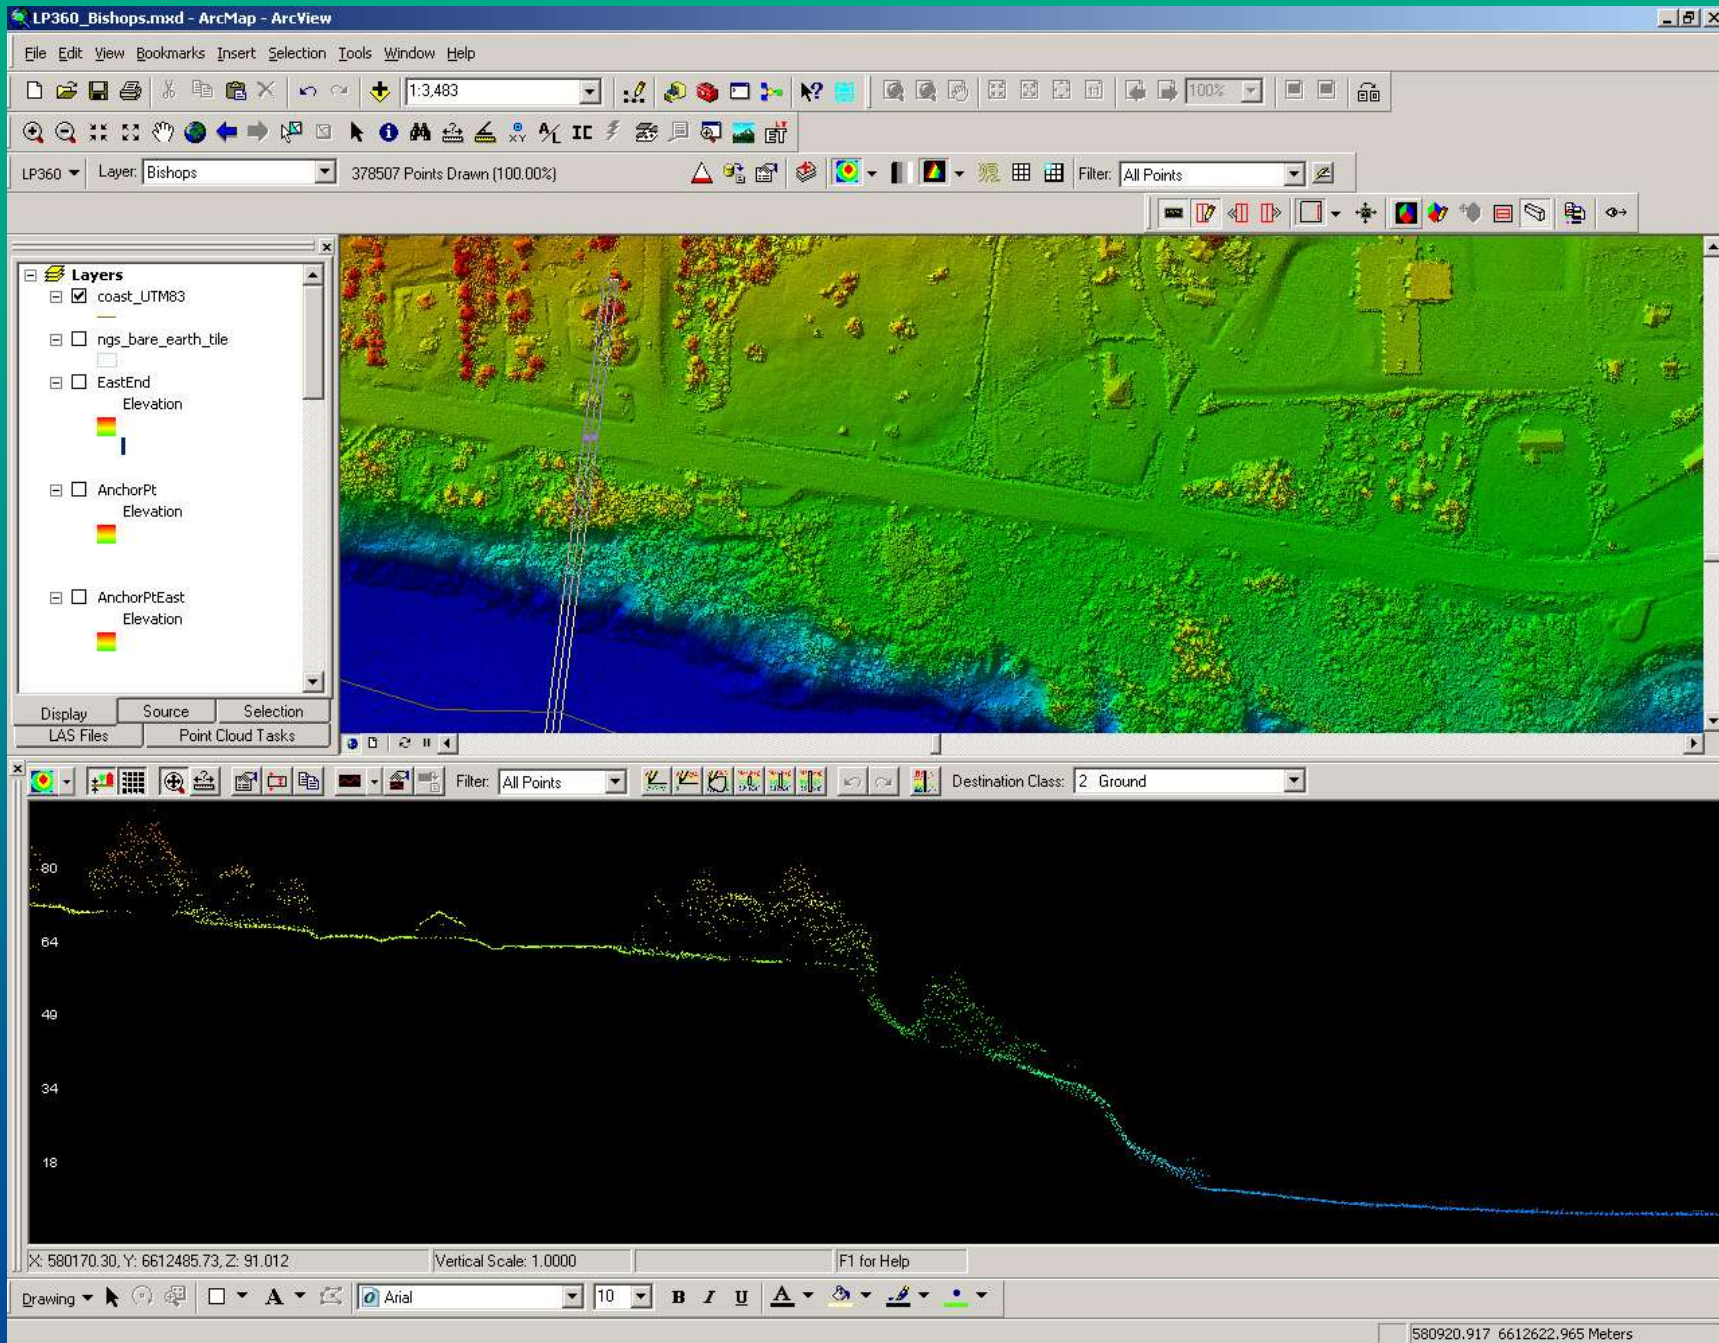 LP360_Bishops.mxd - ArcMap - ArcView
File Edit View Bookmarks Insert Selection Tools Window Help
1:3,483
100%
LP360 Layer: Bishops 378507 Points Drawn (100.00%) Filter: All Points
Layers
coast_UTM83
ngs_bare_earth_tile
EastEnd
Elevation
AnchorPt
Elevation
AnchorPtEast
Elevation
Display Source Selection
LAS Files Point Cloud Tasks
Filter: All Points Destination Class: 2 Ground
80
64
49
34
18
X: 580170.30, Y: 6612485.73, Z: 91.012 Vertical Scale: 1.0000 F1 for Help
Drawing A Arial 10 B I U A
580920.917 6612622.965 Meters